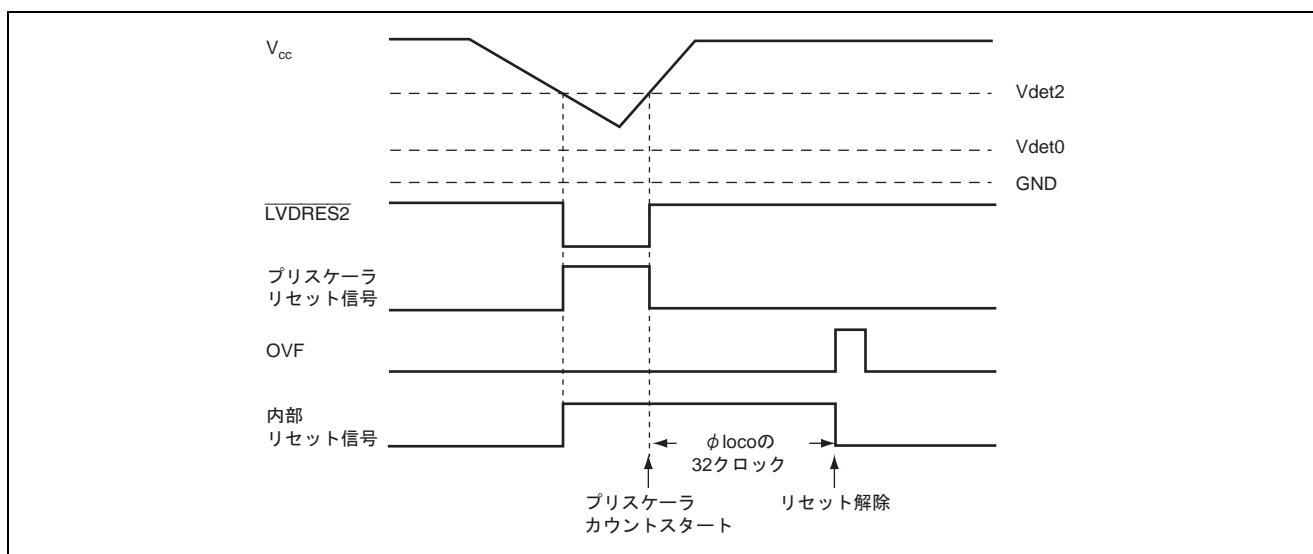 Vcc
Vdet2
Vdet0
GND
LVDRES2
プリスケーラ
リセット信号
OVF
内部
リセット信号
φlocoの
32クロック
プリスケーラ
カウントスタート
リセット解除